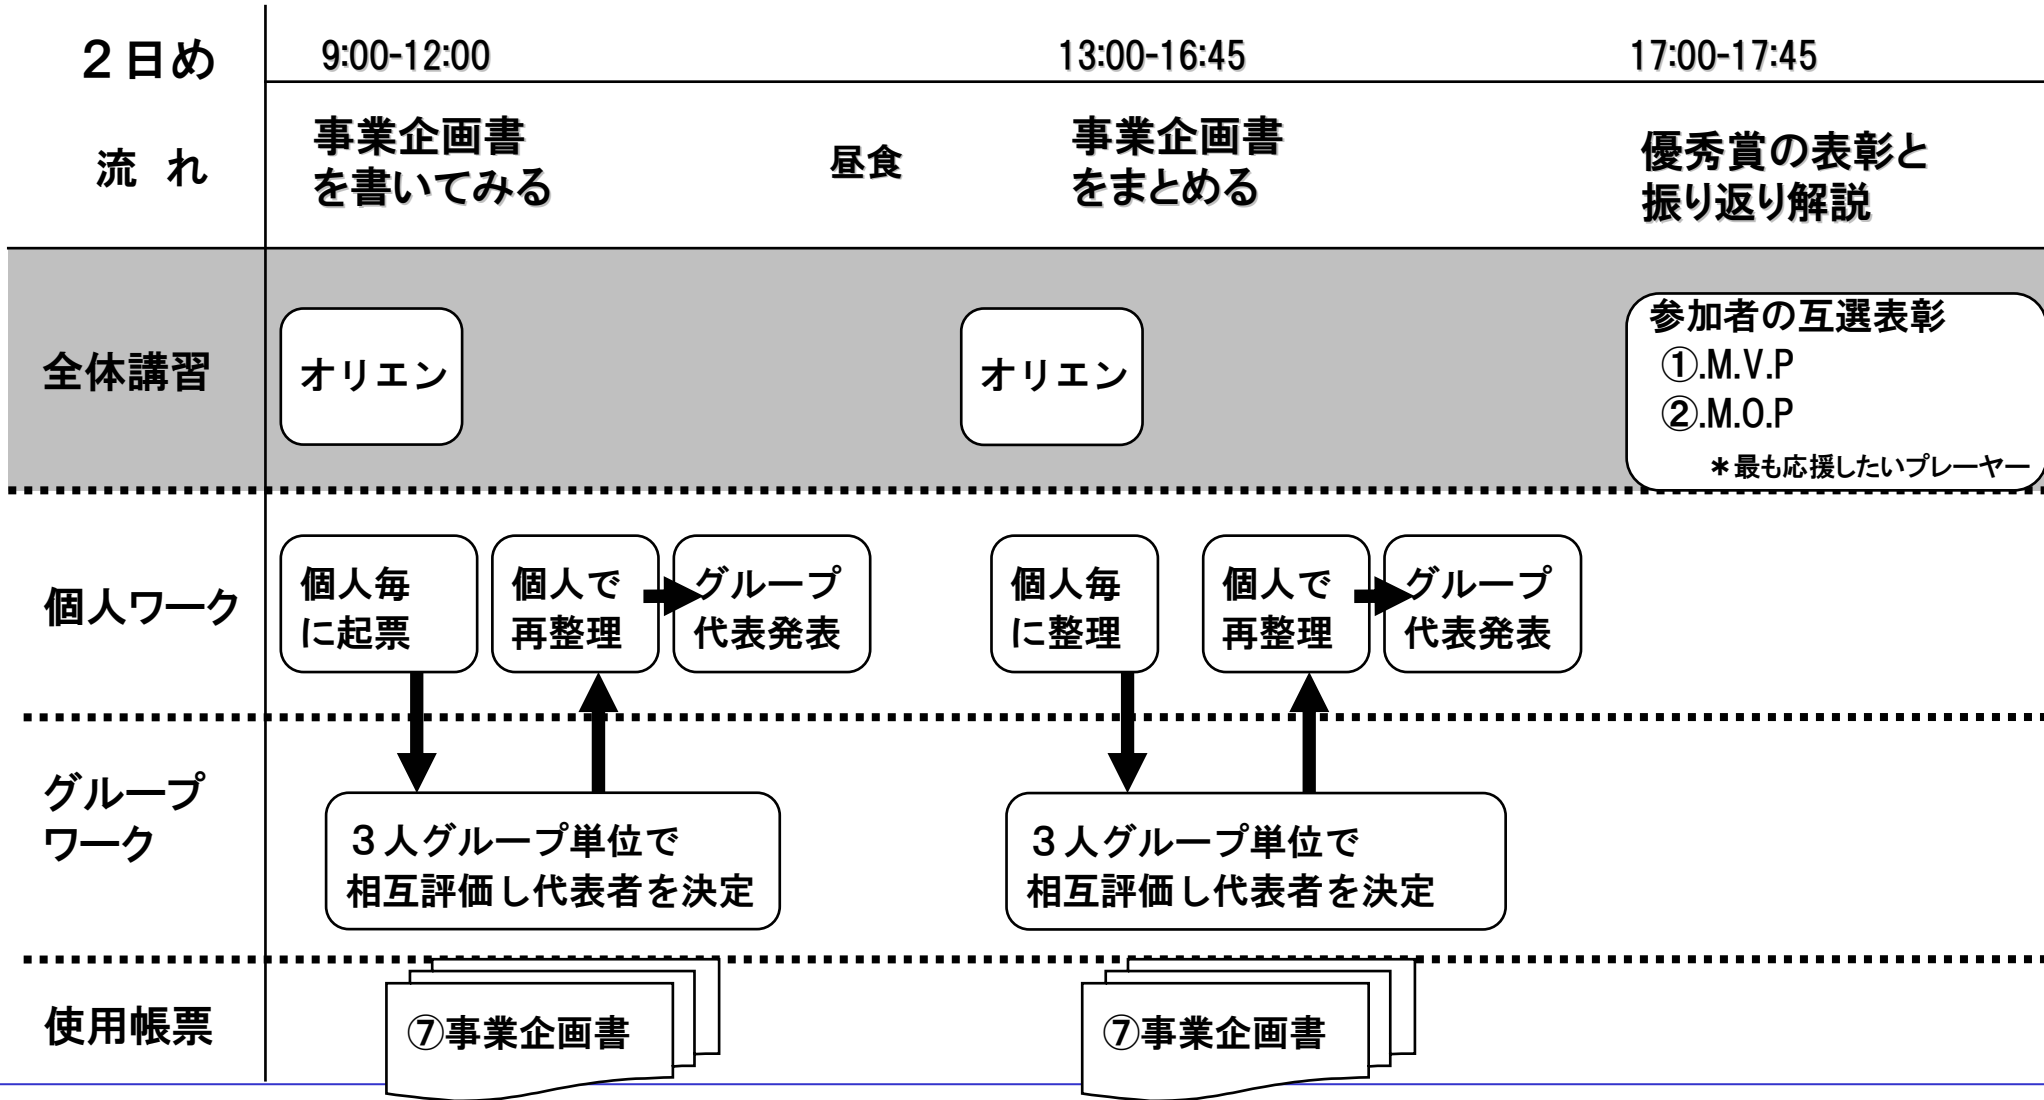 ２日め
9:00-12:00
13:00-16:45
17:00-17:45
流 れ
事業企画書
を書いてみる
昼食
事業企画書
をまとめる
優秀賞の表彰と
振り返り解説
全体講習
オリエン
オリエン
参加者の互選表彰
①.M.V.P
②.M.O.P
＊最も応援したいプレーヤー
個人ワーク
個人毎
に起票
個人で
再整理
グループ
代表発表
個人毎
に整理
個人で
再整理
グループ
代表発表
グループ
ワーク
３人グループ単位で
相互評価し代表者を決定
３人グループ単位で
相互評価し代表者を決定
使用帳票
⑦事業企画書
⑦事業企画書